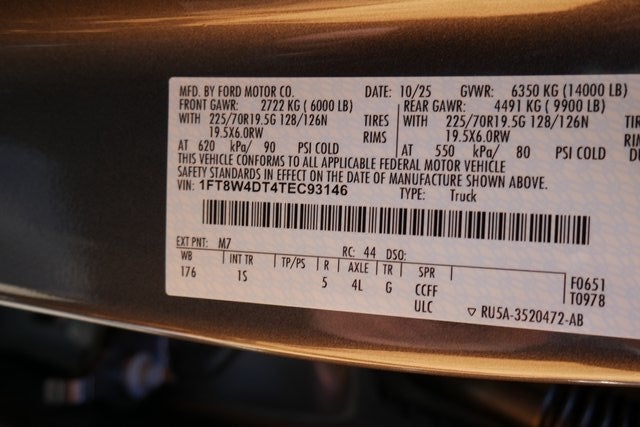 MFD. BY FORD MOTOR CO. DATE: 10/25 GVWR: 6350 KG (14000 LB)
FRONT GAWR: 2722 KG (6000 LB) REAR GAWR: 4491 KG (9900 LB)
WITH 225/70R19.5G 128/126N TIRES WITH 225/70R19.5G 128/126N TIRE
19.5X6.0RW RIMS 19.5X6.0RW RIMS
AT 620 kPa/ 90 PSI COLD AT 550 kPa/ 80 PSI COLD DU
THIS VEHICLE CONFORMS TO ALL APPLICABLE FEDERAL MOTOR VEHICLE
SAFETY STANDARDS IN EFFECT ON THE DATE OF MANUFACTURE SHOWN ABOVE.
VIN: 1FT8W4DT4TEC93146 TYPE: Truck
EXT PNT: M7 RC: 44 DSO:
WB INT TR TP/PS R AXLE TR SPR
176 1S 5 4L G CCFF
ULC
F0651
T0978
▽ RU5A-3520472-AB